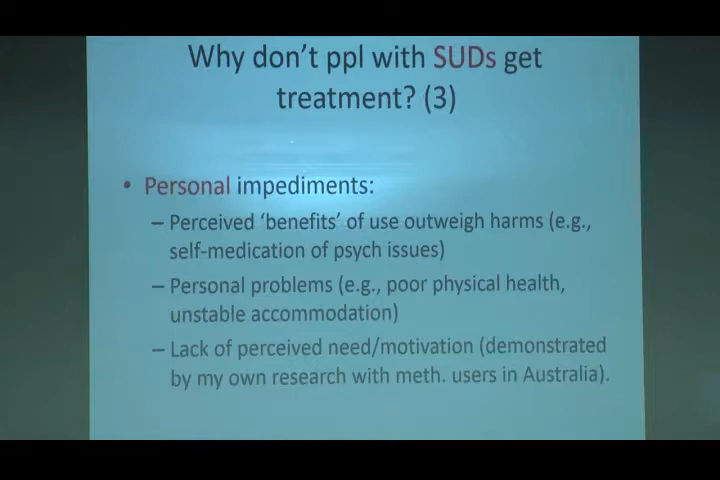 Why don't ppl with SUDs get
treatment? (3)
• Personal impediments:
– Perceived 'benefits' of use outweigh harms (e.g.,
self-medication of psych issues)
– Personal problems (e.g., poor physical health,
unstable accommodation)
– Lack of perceived need/motivation (demonstrated
by my own research with meth. users in Australia).